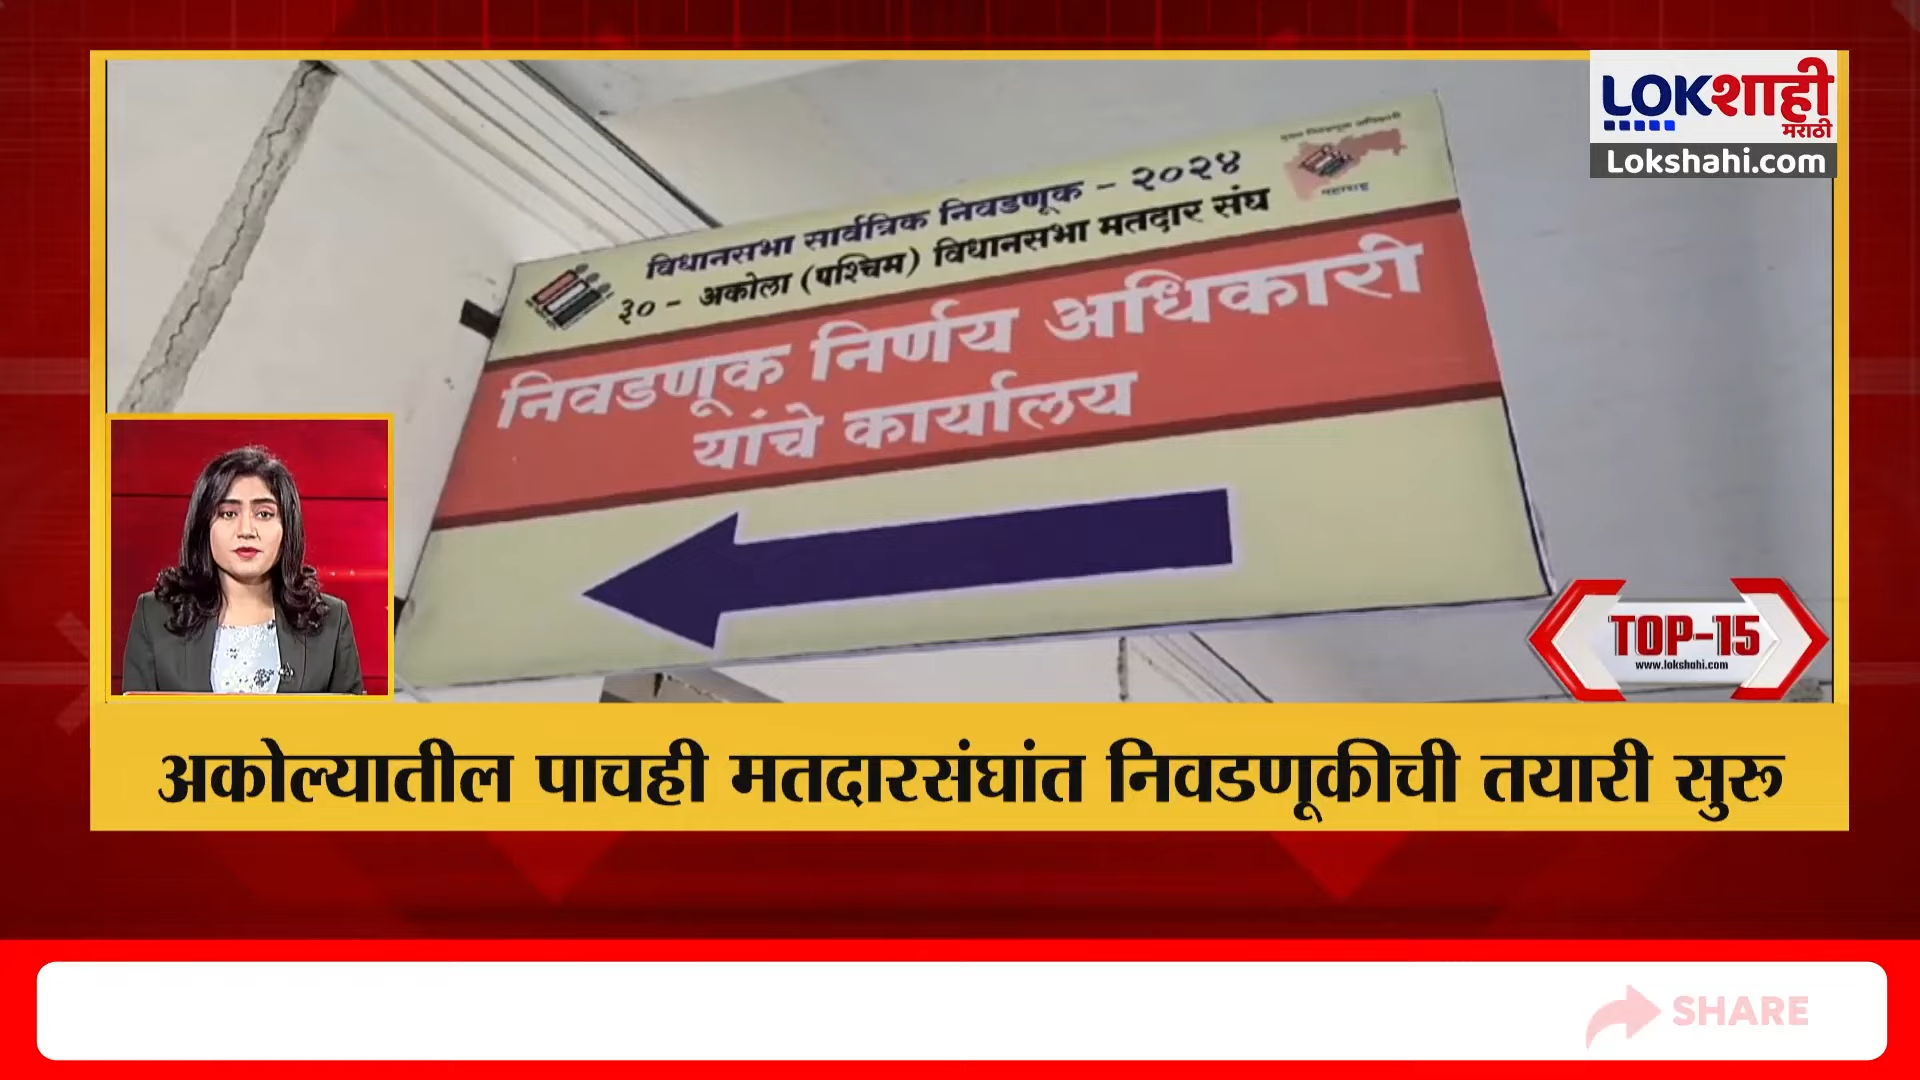 LOKशाही
मराठी
Lokshahi.com
विधानसभा सार्वत्रिक निवडणूक - २०२४
३० - अकोला (पश्चिम) विधानसभा मतदार संघ
महाराष्ट्र
निवडणूक निर्णय अधिकारी
यांचे कार्यालय
TOP-15
www.lokshahi.com
अकोल्यातील पाचही मतदारसंघांत निवडणूकीची तयारी सुरू
SHARE